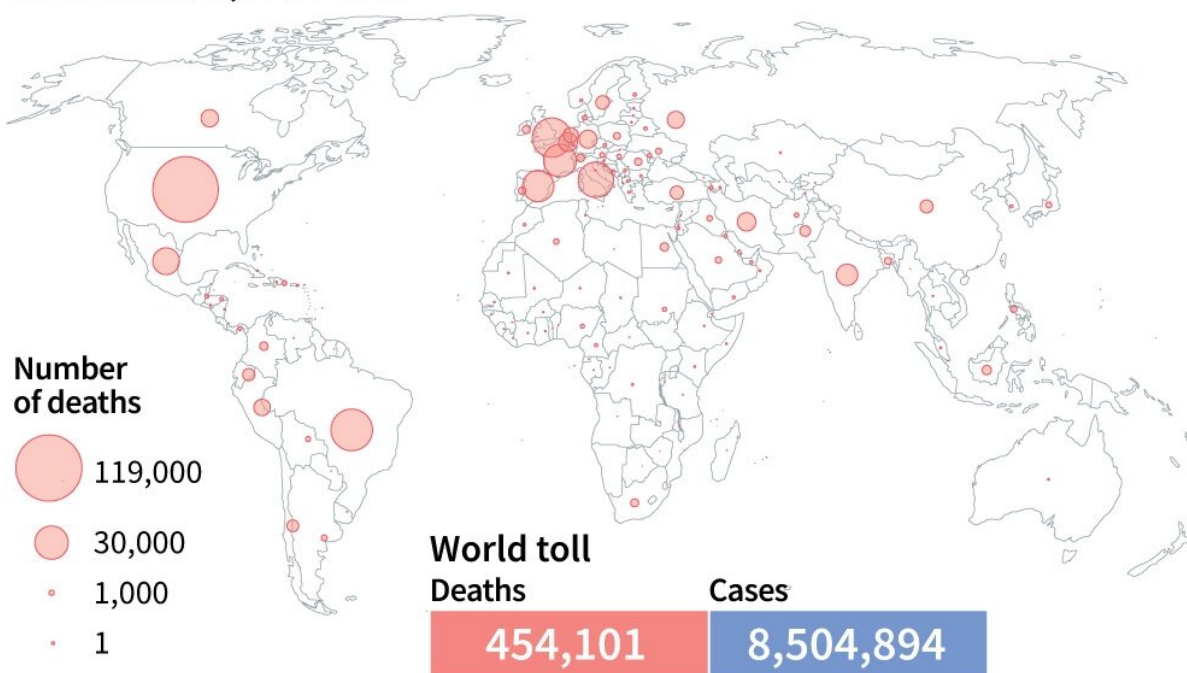 Number
of deaths
119,000
30,000
1,000
1
World toll
Deaths Cases
454,101 8,504,894